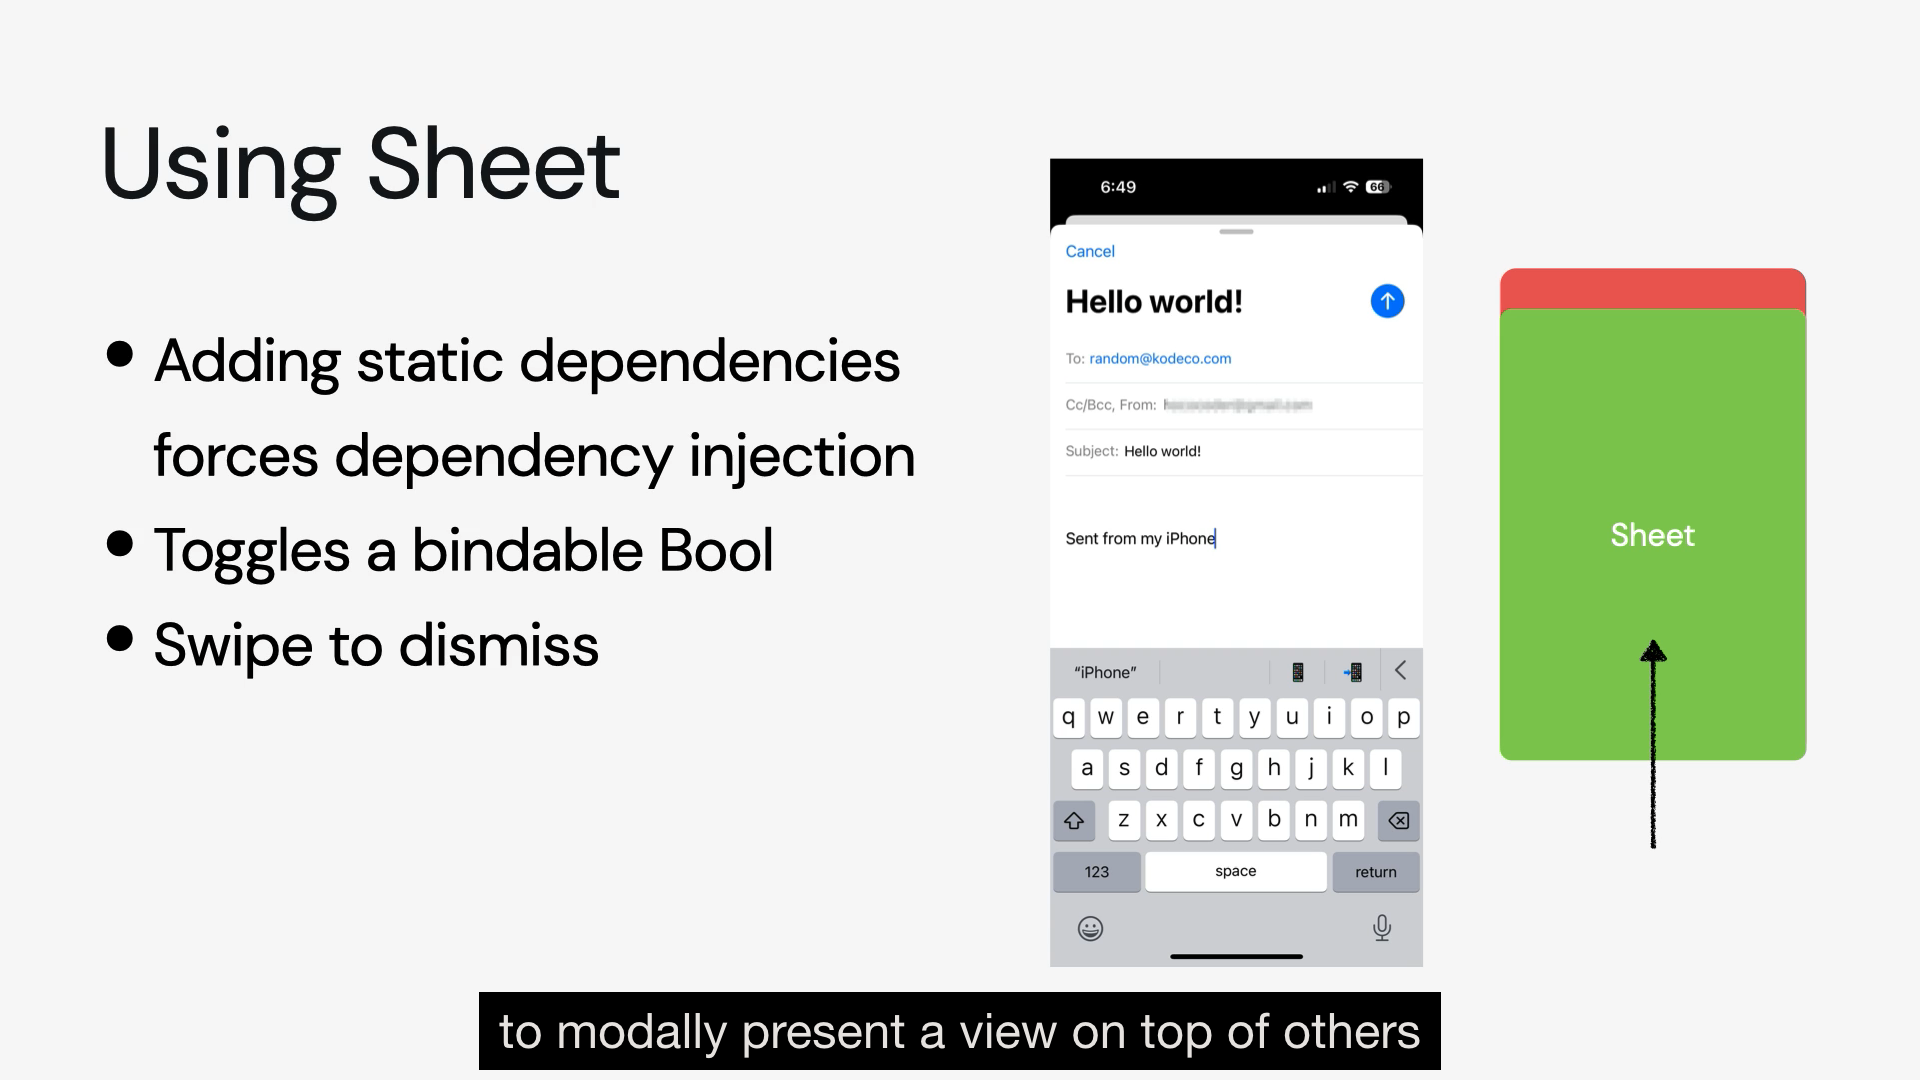 Using Sheet
• Adding static dependencies
forces dependency injection
• Toggles a bindable Bool
• Swipe to dismiss
6:49
66
Cancel
Hello world!
To: random@kodeco.com
Cc/Bcc, From:
Subject: Hello world!
Sent from my iPhone
“iPhone”
q w e r t y u i o p
a s d f g h j k l
z x c v b n m
123 space return
Sheet
to modally present a view on top of others